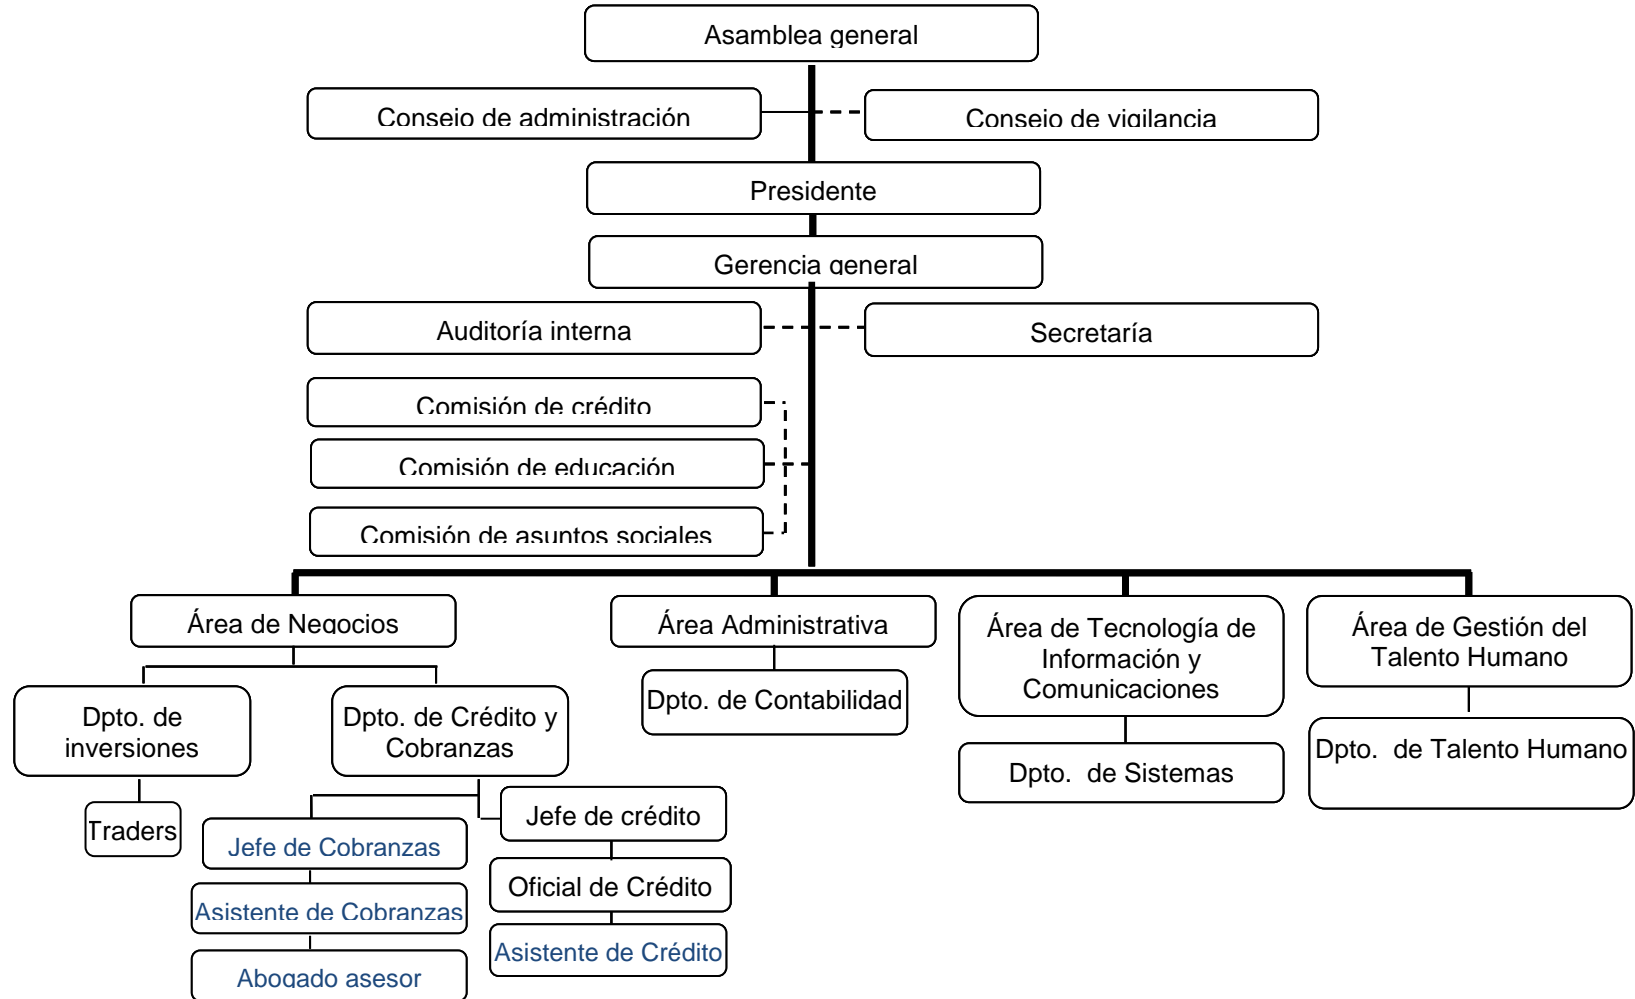 Asamblea general
Consejo de administración
Consejo de vigilancia
Presidente
Gerencia general
Auditoría interna
Secretaría
Comisión de crédito
Comisión de educación
Comisión de asuntos sociales
Área de Negocios
Área Administrativa
Área de Tecnología de
Información y
Comunicaciones
Área de Gestión del
Talento Humano
Dpto. de
inversiones
Dpto. de Crédito y
Cobranzas
Dpto. de Contabilidad
Dpto. de Sistemas
Dpto. de Talento Humano
Traders
Jefe de Cobranzas
Asistente de Cobranzas
Abogado asesor
Jefe de crédito
Oficial de Crédito
Asistente de Crédito